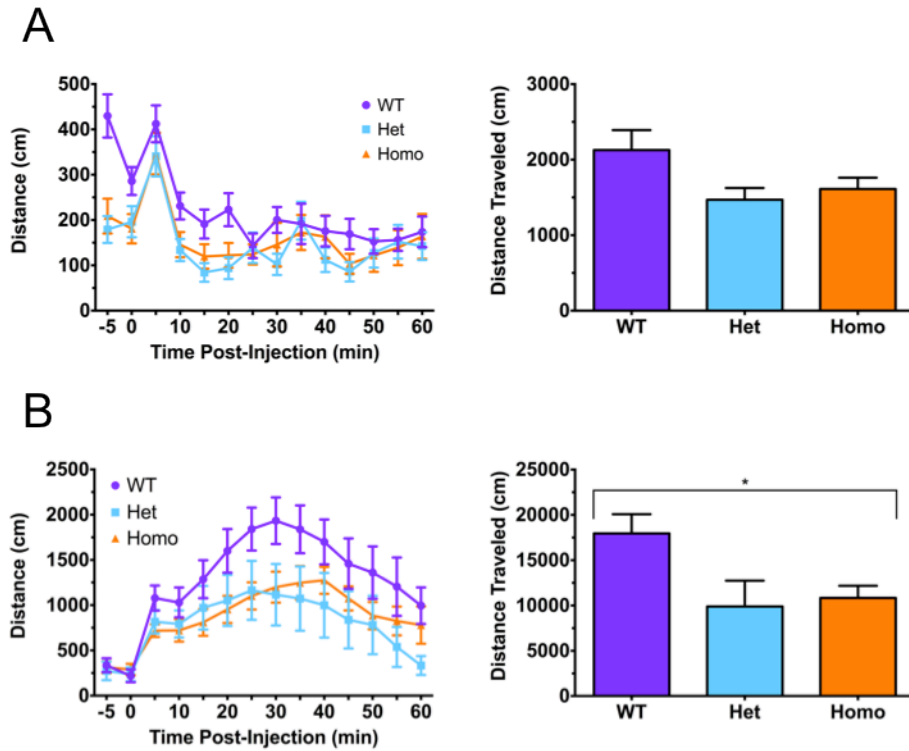 A
Distance (cm)
500
400
300
200
100
0
WT
Het
Homo
-5 0 10 20 30 40 50 60
Time Post-Injection (min)
Distance Traveled (cm)
3000
2000
1000
0
WT Het Homo
B
Distance (cm)
2500
2000
1500
1000
500
0
WT
Het
Homo
-5 0 10 20 30 40 50 60
Time Post-Injection (min)
Distance Traveled (cm)
25000
20000
15000
10000
5000
0
*
WT Het Homo